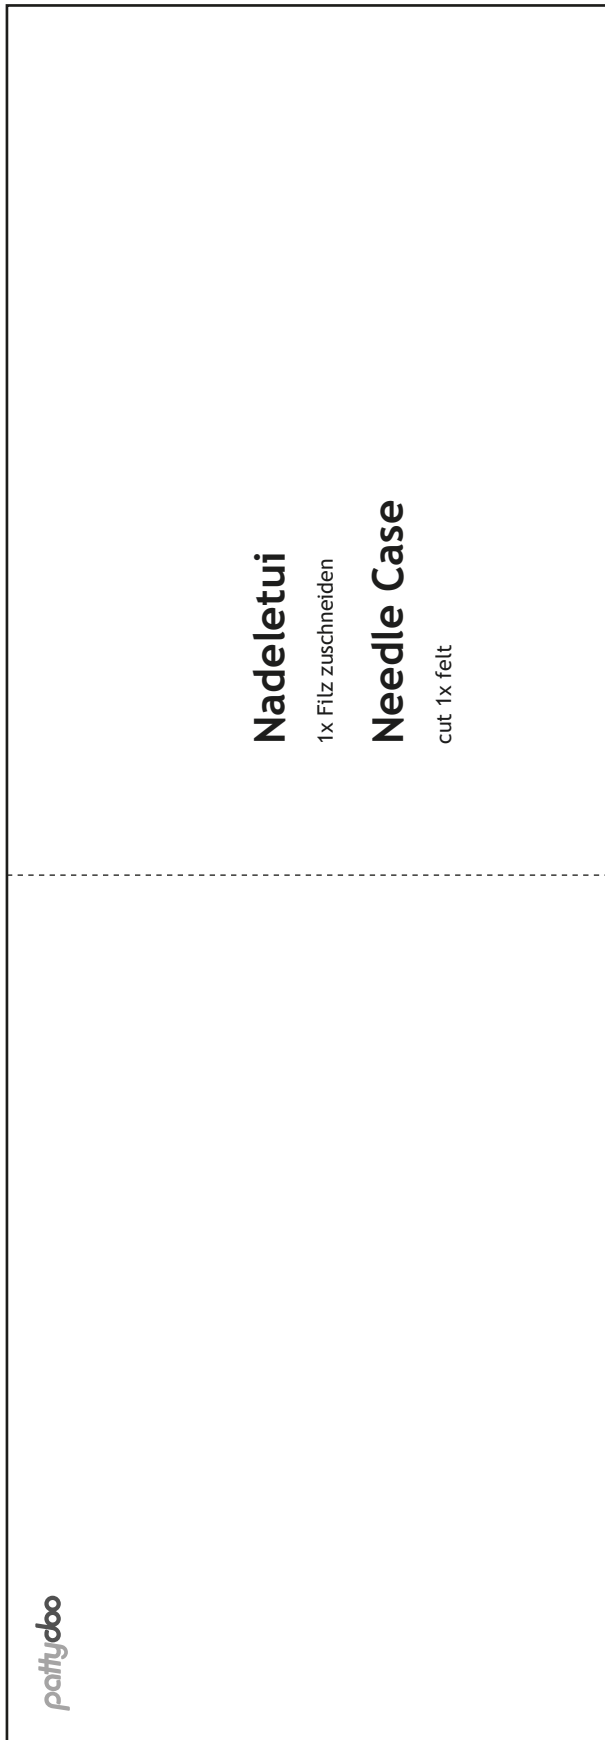 Nadeletui
1x Filz zuschneiden
Needle Case
cut 1x felt
pattydoo